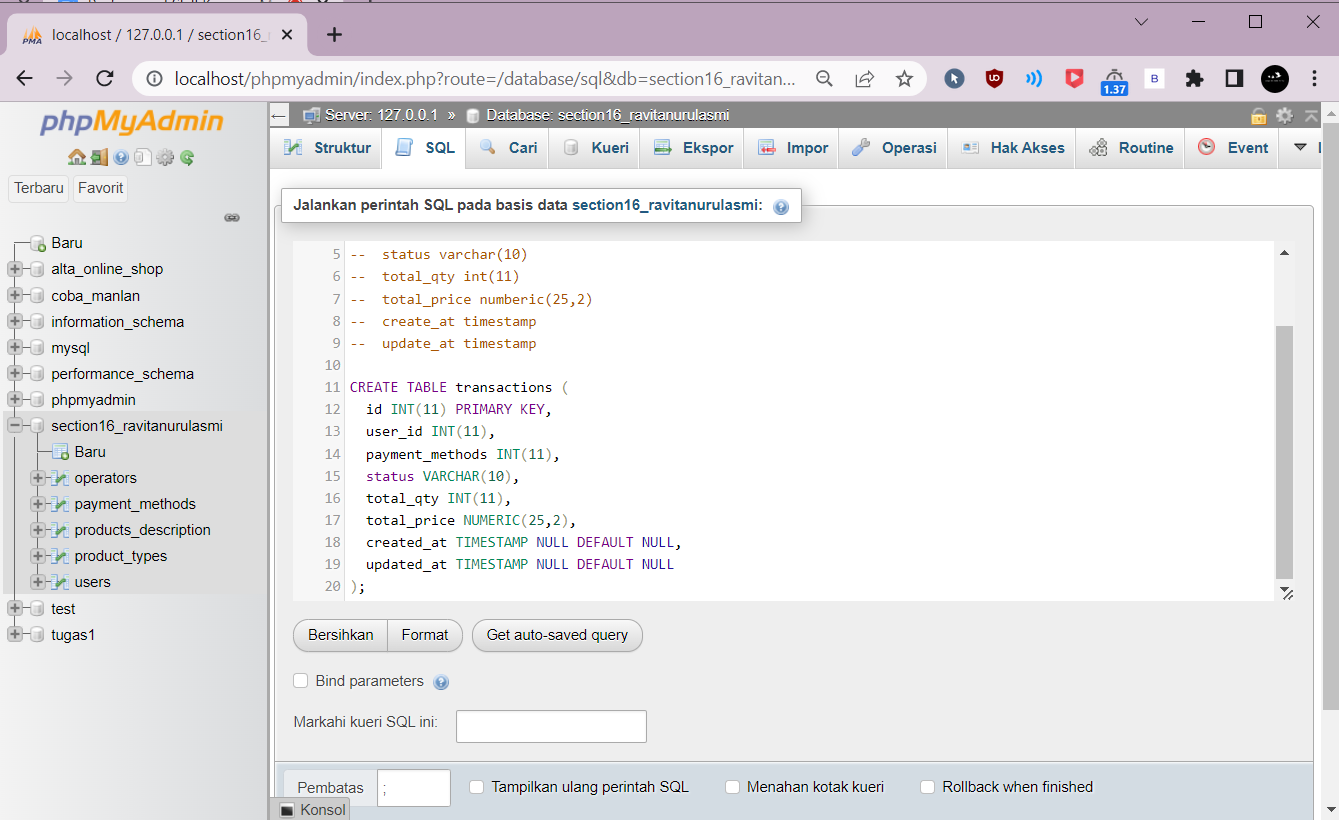 localhost / 127.0.0.1 / section16_
localhost/phpmyadmin/index.php?route=/database/sql&db=section16_ravitan...
1.37
B
phpMyAdmin
Terbaru Favorit
Baru
alta_online_shop
coba_manlan
information_schema
mysql
performance_schema
phpmyadmin
section16_ravitanurulasmi
Baru
operators
payment_methods
products_description
product_types
users
test
tugas1
Server: 127.0.0.1 » Database: section16_ravitanurulasmi
Struktur SQL Cari Kueri Ekspor Impor Operasi Hak Akses Routine Event
Jalankan perintah SQL pada basis data section16_ravitanurulasmi:
5 -- status varchar(10)
6 -- total_qty int(11)
7 -- total_price numberic(25,2)
8 -- create_at timestamp
9 -- update_at timestamp
10
11 CREATE TABLE transactions (
12 id INT(11) PRIMARY KEY,
13 user_id INT(11),
14 payment_methods INT(11),
15 status VARCHAR(10),
16 total_qty INT(11),
17 total_price NUMERIC(25,2),
18 created_at TIMESTAMP NULL DEFAULT NULL,
19 updated_at TIMESTAMP NULL DEFAULT NULL
20 );
Bersihkan Format Get auto-saved query
Bind parameters
Markahi kueri SQL ini:
Pembatas ; Tampilkan ulang perintah SQL Menahan kotak kueri Rollback when finished
Konsol